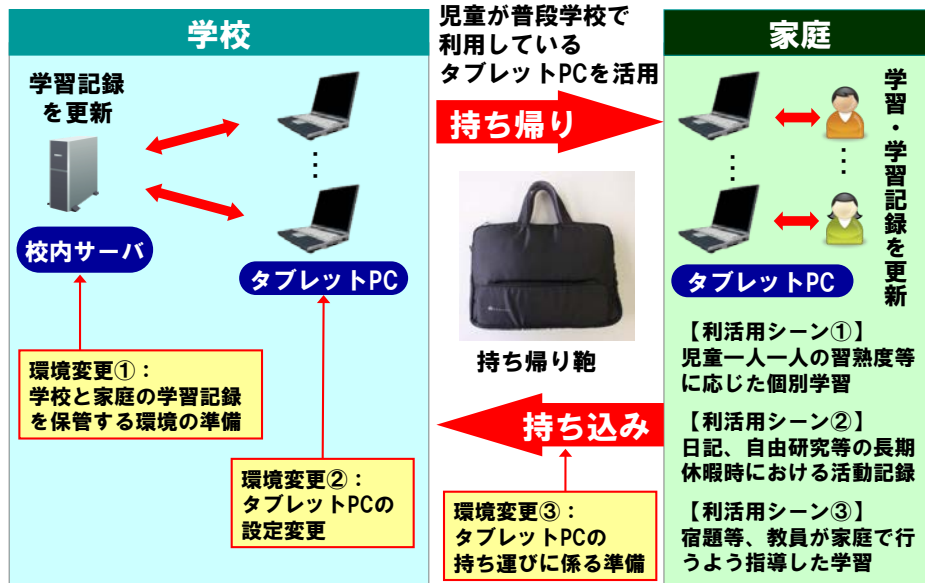 学校
学習記録
を更新
校内サーバ
タブレットPC
環境変更①：
学校と家庭の学習記録
を保管する環境の準備
環境変更②：
タブレットPCの
設定変更
児童が普段学校で
利用している
タブレットPCを活用
持ち帰り
持ち帰り鞄
持ち込み
環境変更③：
タブレットPCの
持ち運びに係る準備
家庭
学習・学習記録を更新
タブレットPC
【利活用シーン①】
児童一人一人の習熟度等
に応じた個別学習
【利活用シーン②】
日記、自由研究等の長期
休暇時における活動記録
【利活用シーン③】
宿題等、教員が家庭で行
うよう指導した学習